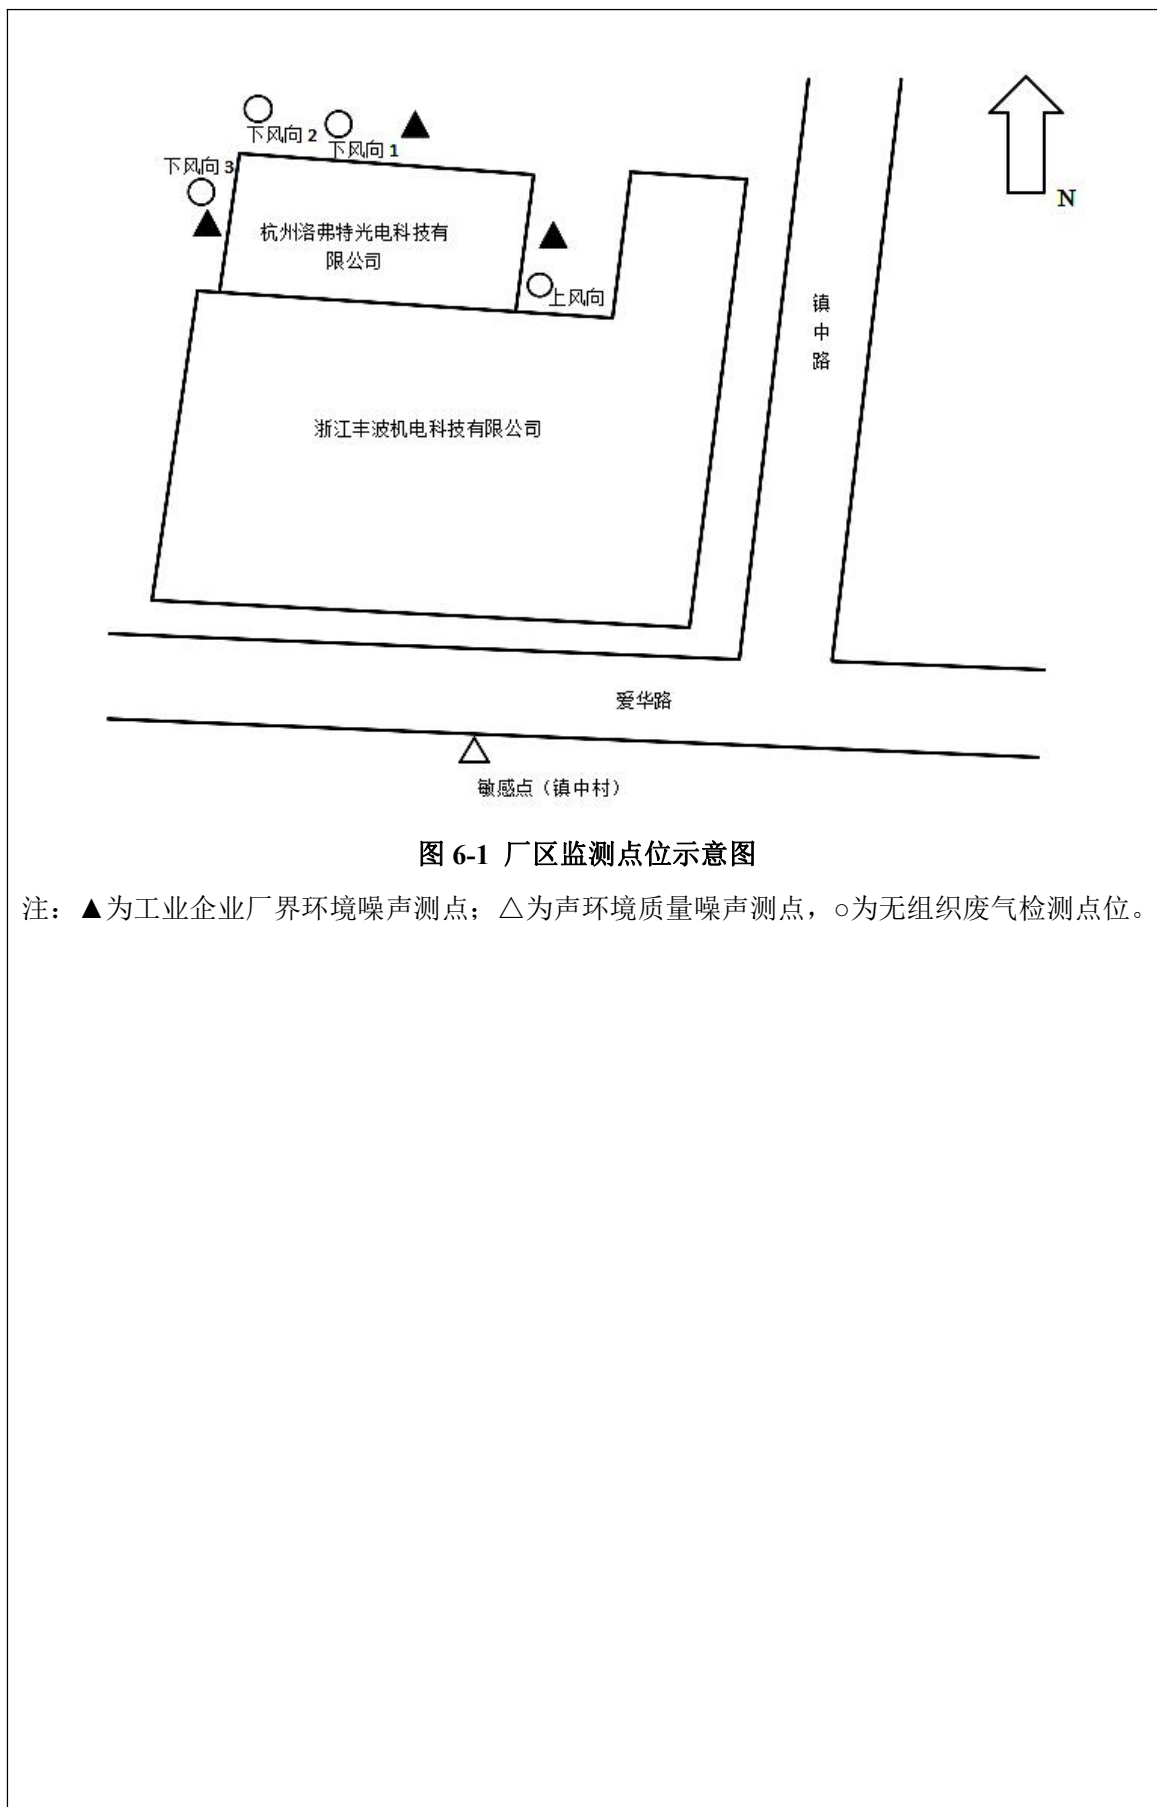 下风向 2
下风向 1
下风向 3
N
杭州洛弗特光电科技有
限公司
上风向
镇
中
路
浙江丰波机电科技有限公司
爱华路
敏感点（镇中村）
图 6-1 厂区监测点位示意图
注：▲为工业企业厂界环境噪声测点；△为声环境质量噪声测点，○为无组织废气检测点位。